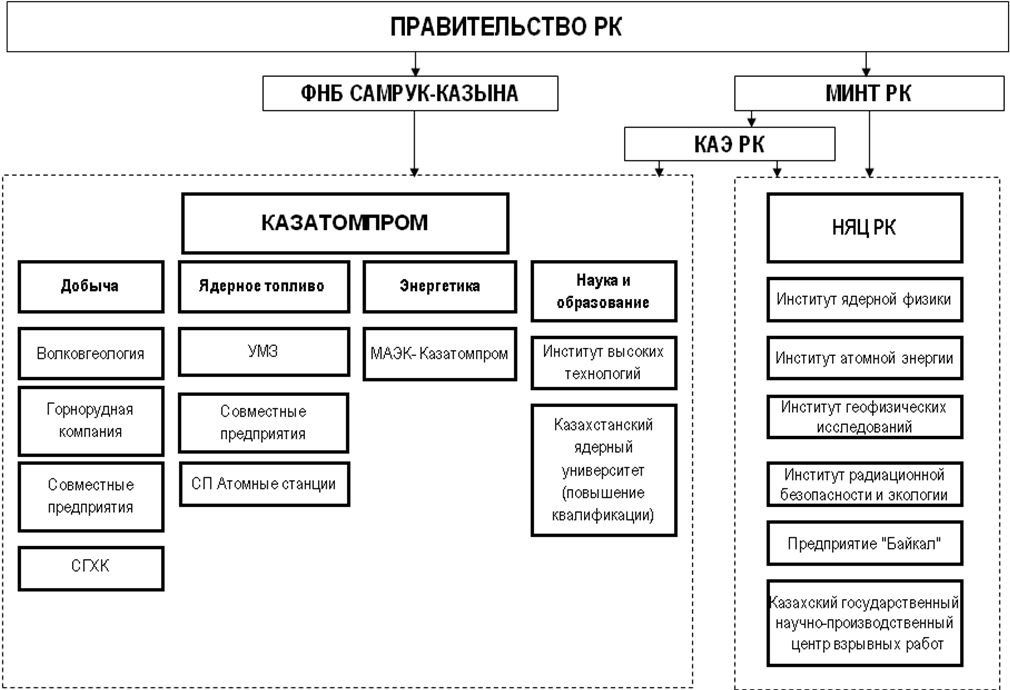 ПРАВИТЕЛЬСТВО РК
ФНБ САМРУК-КАЗЫНА
МИНТ РК
КАЭ РК
КАЗАТОМПРОМ
Добыча
Волковгеология
Горнорудная
компания
Совместные
предприятия
СГХК
Ядерное топливо
УМЗ
Совместные
предприятия
СП Атомные станции
Энергетика
МАЭК- Казатомпром
Наука и
образование
Институт высоких
технологий
Казахстанский
ядерный
университет
(повышение
квалификации)
НЯЦ РК
Институт ядерной физики
Институт атомной энергии
Институт геофизических
исследований
Институт радиационной
безопасности и экологии
Предприятие "Байкал"
Казахский государственный
научно-производственный
центр взрывных работ